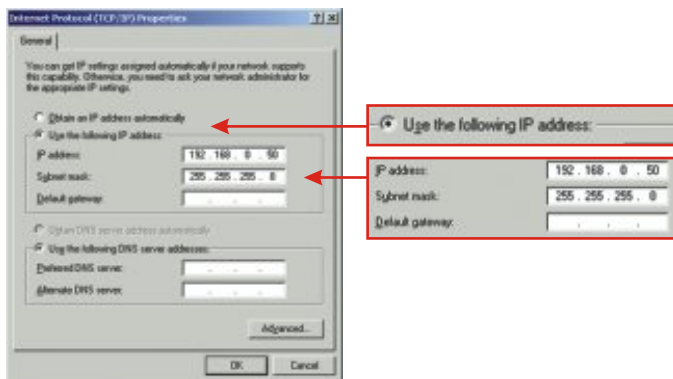 Internet Protocol (TCP/IP) Properties
General
You can get IP settings assigned automatically if your network supports
this capability. Otherwise, you need to ask your network administrator for
the appropriate IP settings.
Obtain an IP address automatically
Use the following IP address:
IP address: 192 . 168 . 0 . 50
Subnet mask: 255 . 255 . 255 . 0
Default gateway:
Obtain DNS server address automatically
Use the following DNS server addresses:
Preferred DNS server:
Alternate DNS server:
Advanced...
OK Cancel
Use the following IP address:
IP address: 192 . 168 . 0 . 50
Subnet mask: 255 . 255 . 255 . 0
Default gateway: